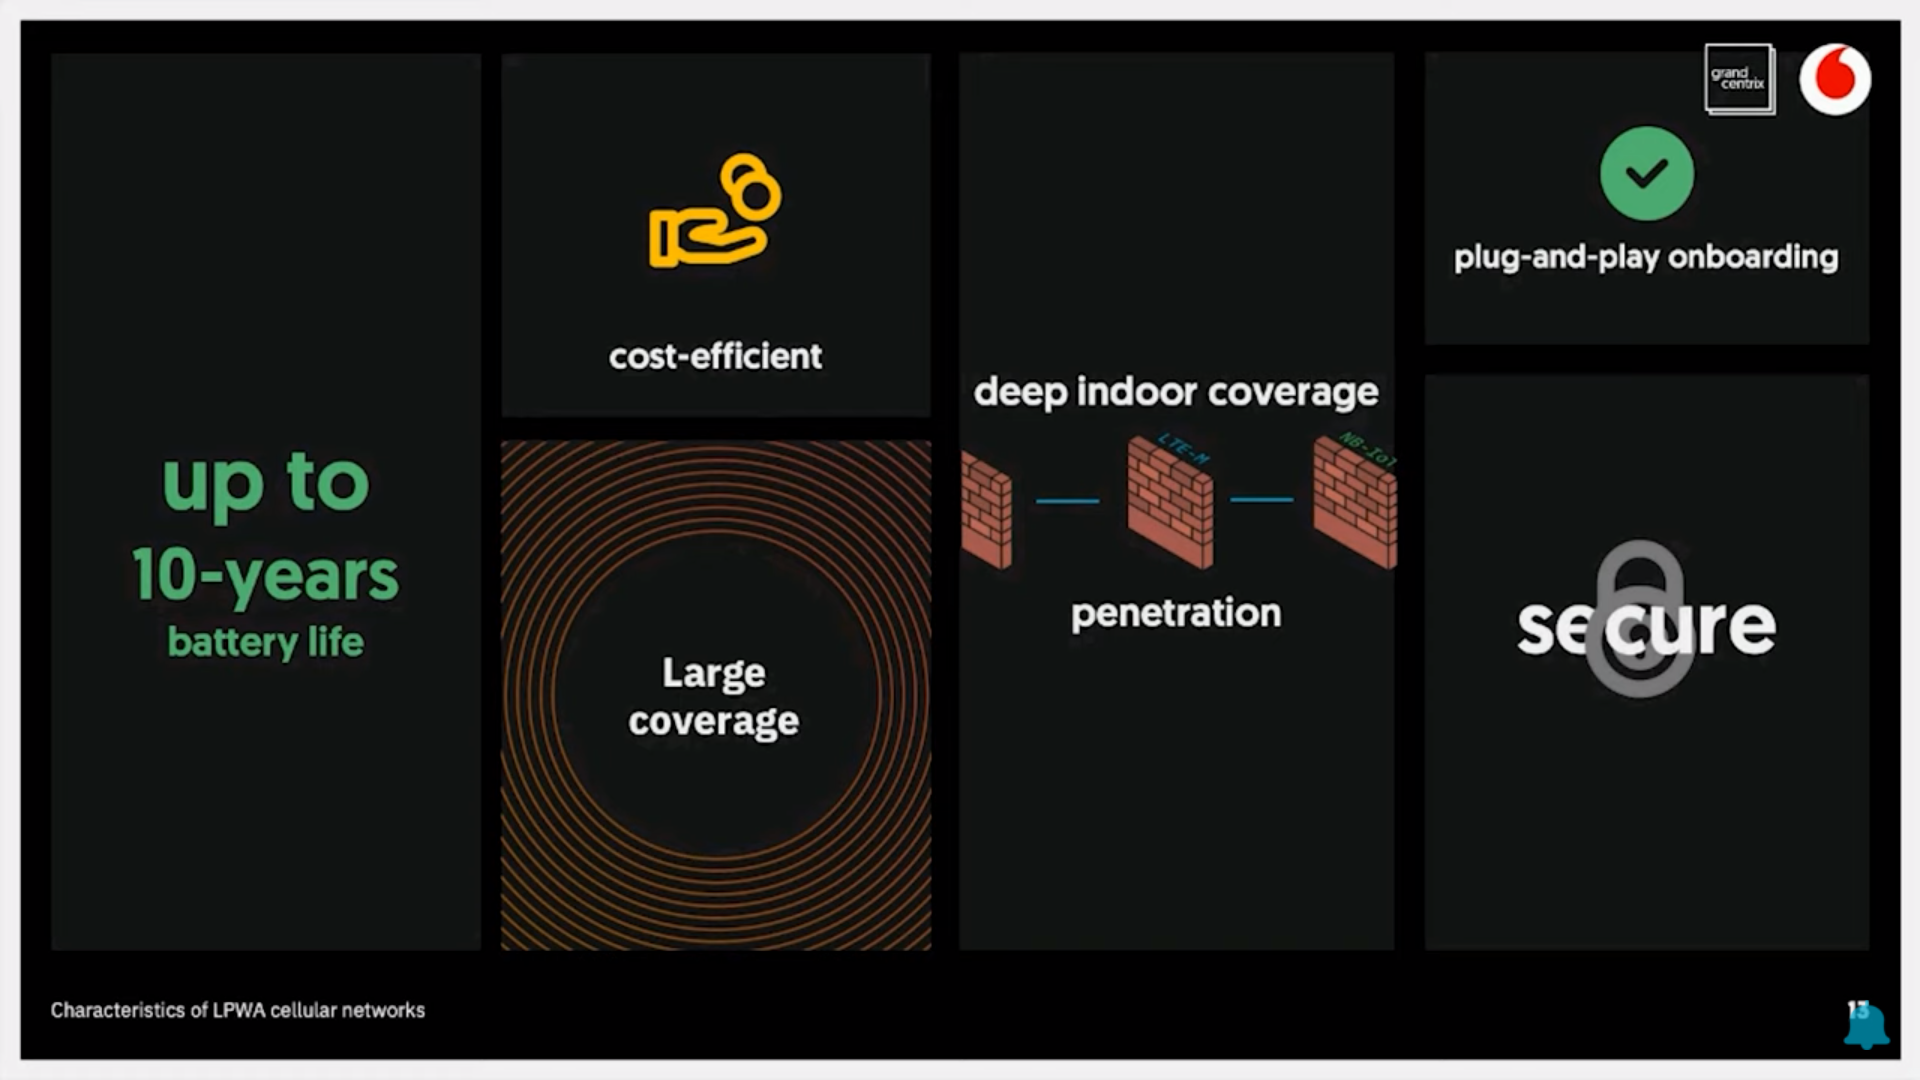 grand
centrix
up to
10-years
battery life
cost-efficient
Large
coverage
deep indoor coverage
LTE-M
NB-IoT
penetration
plug-and-play onboarding
secure
Characteristics of LPWA cellular networks
13